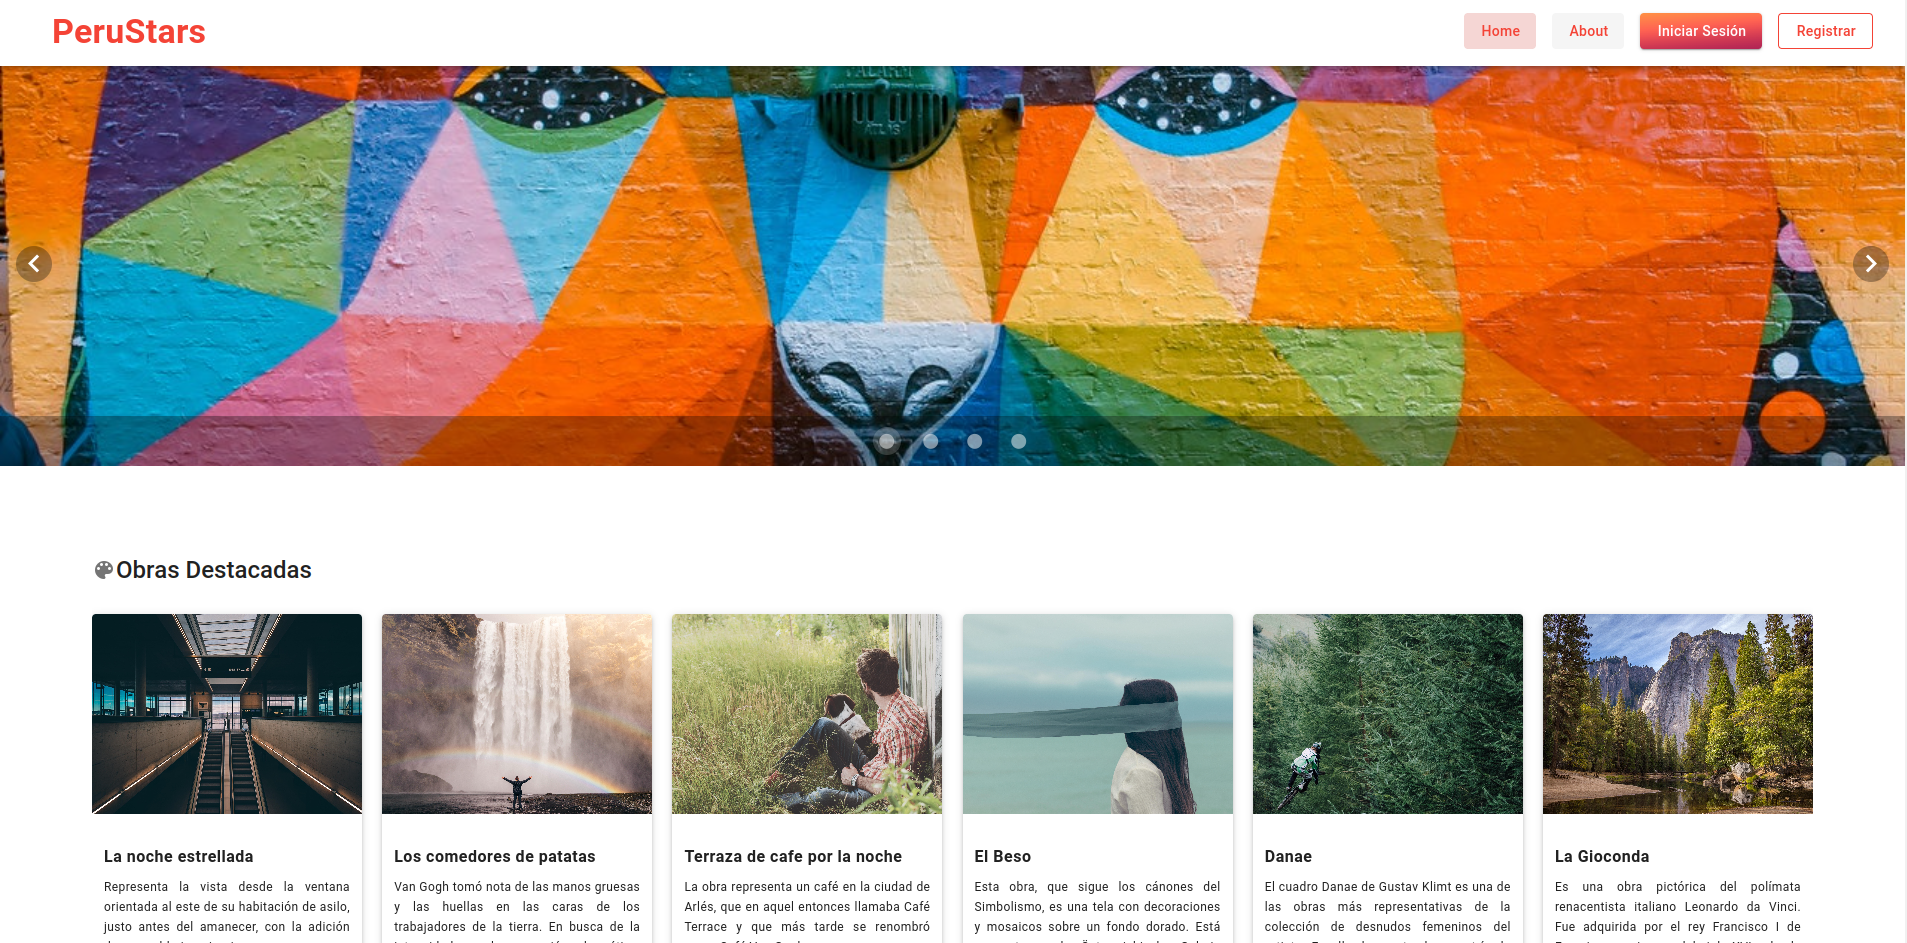 PeruStars
Home
About
Iniciar Sesión
Registrar
Obras Destacadas
La noche estrellada
Representa la vista desde la ventana
orientada al este de su habitación de asilo,
justo antes del amanecer, con la adición
Los comedores de patatas
Van Gogh tomó nota de las manos gruesas
y las huellas en las caras de los
trabajadores de la tierra. En busca de la
Terraza de cafe por la noche
La obra representa un café en la ciudad de
Arlés, que en aquel entonces llamaba Café
Terrace y que más tarde se renombró
El Beso
Esta obra, que sigue los cánones del
Simbolismo, es una tela con decoraciones
y mosaicos sobre un fondo dorado. Está
Danae
El cuadro Danae de Gustav Klimt es una de
las obras más representativas de la
colección de desnudos femeninos del
La Gioconda
Es una obra pictórica del polímata
renacentista italiano Leonardo da Vinci.
Fue adquirida por el rey Francisco I de